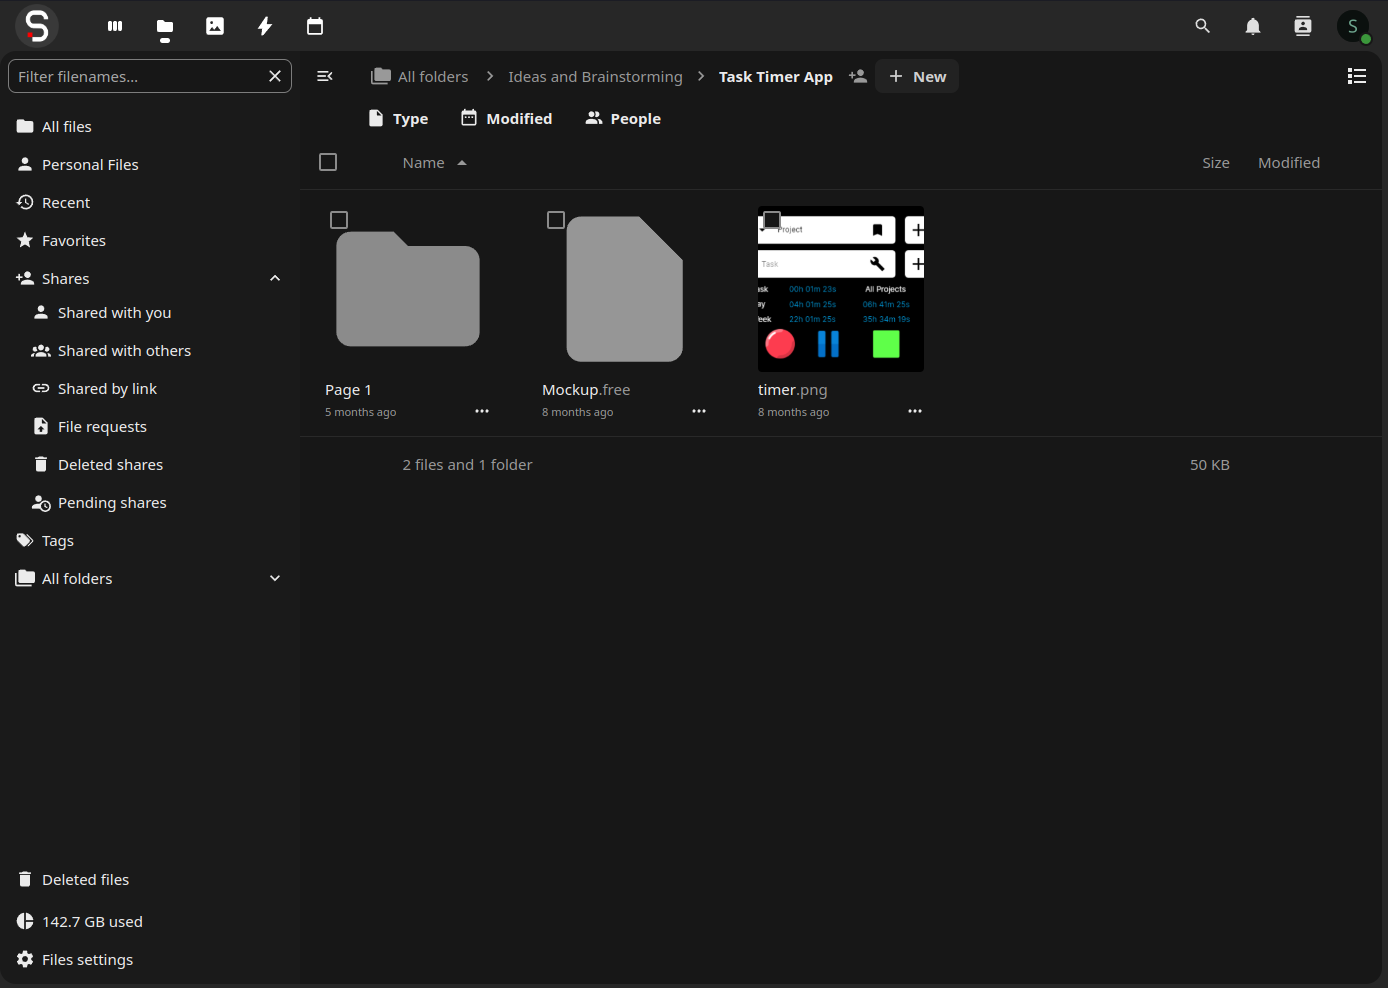 S
S
Filter filenames...
All folders
Ideas and Brainstorming
Task Timer App
New
Type
Modified
People
Name
Size
Modified
All files
Personal Files
Recent
Favorites
Shares
Shared with you
Shared with others
Shared by link
File requests
Deleted shares
Pending shares
Tags
All folders
Deleted files
142.7 GB used
Files settings
Project
Task
ask 00h 01m 23s All Projects
ay 04h 01m 25s 06h 41m 25s
eek 22h 01m 25s 35h 34m 19s
Page 1
5 months ago
Mockup.free
8 months ago
timer.png
8 months ago
2 files and 1 folder
50 KB